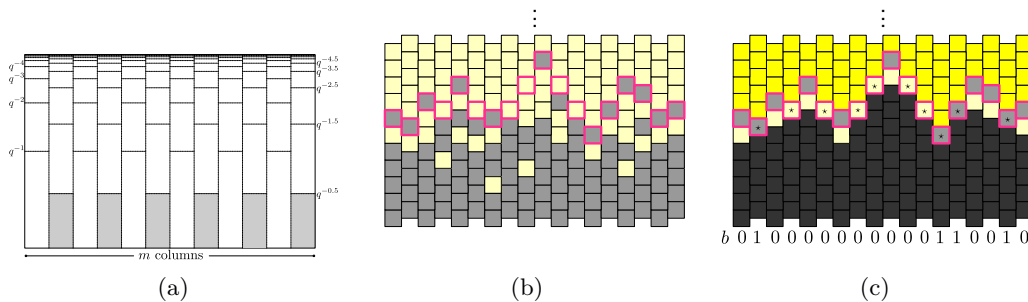 q⁻⁴
q⁻³
q⁻²
q⁻¹
q⁻⁴·⁵
q⁻³·⁵
q⁻²·⁵
q⁻¹·⁵
q⁻⁰·⁵
m columns
(a)
⋮
(b)
⋮
b 0 1 0 0 0 0 0 0 0 0 0 0 1 1 0 0 1 0
(c)